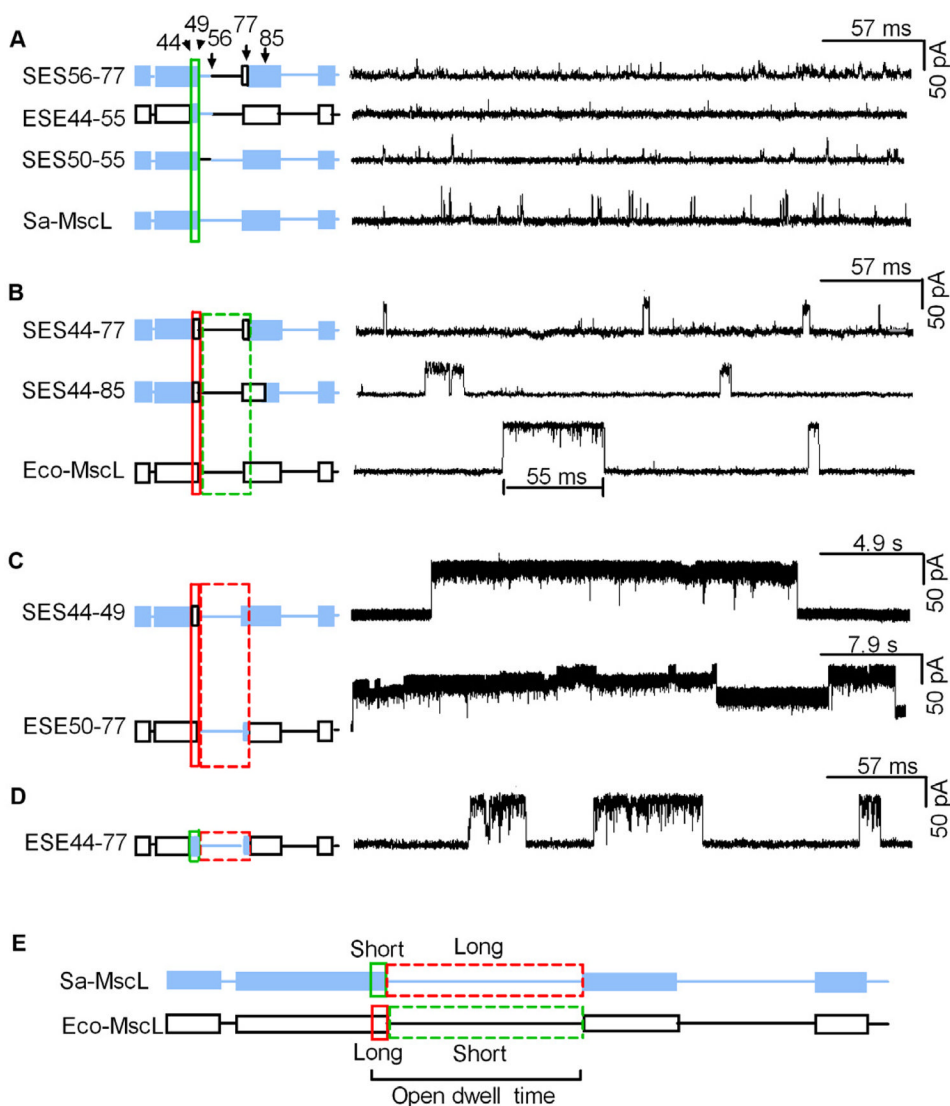 A
44 49 56 77 85
57 ms
50 pA
SES56-77
ESE44-55
SES50-55
Sa-MscL
B
57 ms
50 pA
SES44-77
SES44-85
Eco-MscL
55 ms
C
4.9 s
50 pA
SES44-49
7.9 s
50 pA
ESE50-77
D
57 ms
50 pA
ESE44-77
E
Short Long
Sa-MscL
Eco-MscL
Long Short
Open dwell time